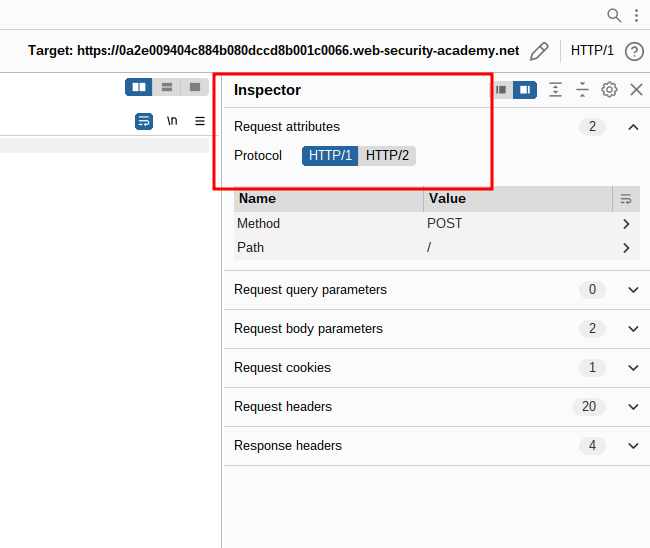 Target: https://0a2e009404c884b080dccd8b001c0066.web-security-academy.net HTTP/1
Inspector
\n
Request attributes 2
Protocol HTTP/1 HTTP/2
Name Value
Method POST
Path /
Request query parameters 0
Request body parameters 2
Request cookies 1
Request headers 20
Response headers 4